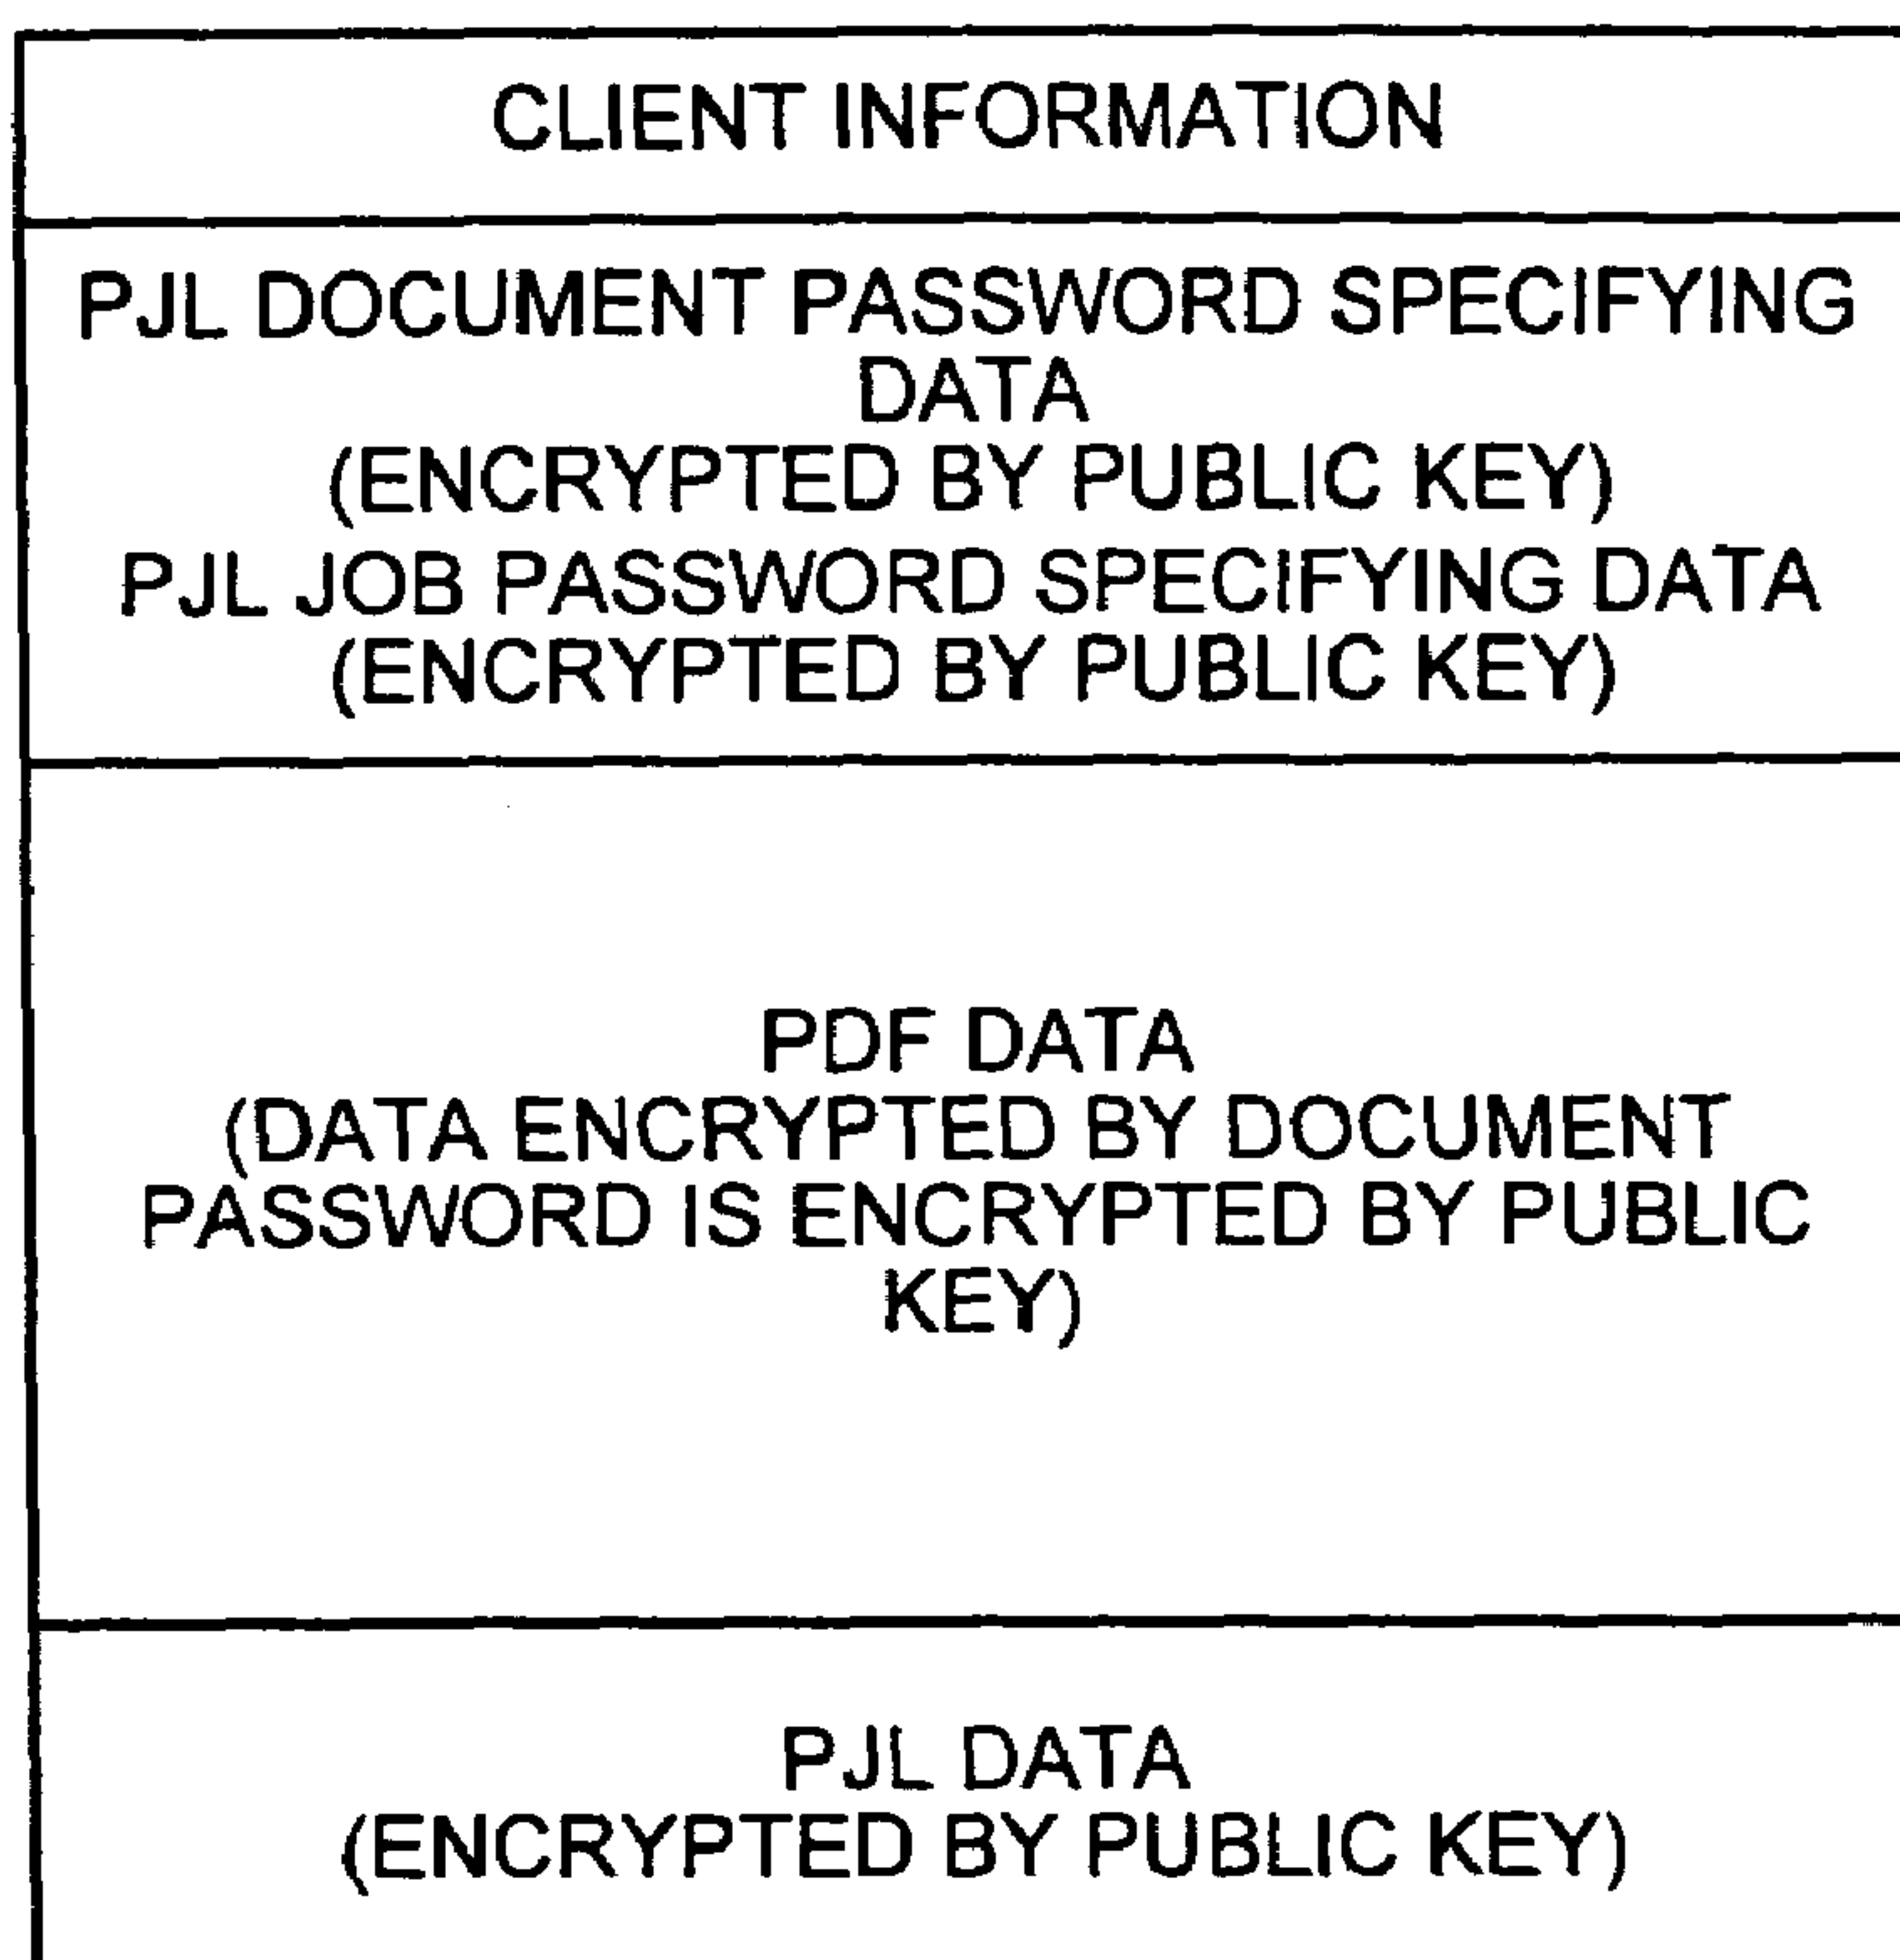 CLIENT INFORMATION
PJL DOCUMENT PASSWORD SPECIFYING
DATA
(ENCRYPTED BY PUBLIC KEY)
PJL JOB PASSWORD SPECIFYING DATA
(ENCRYPTED BY PUBLIC KEY)
PDF DATA
(DATA ENCRYPTED BY DOCUMENT
PASSWORD IS ENCRYPTED BY PUBLIC
KEY)
PJL DATA
(ENCRYPTED BY PUBLIC KEY)